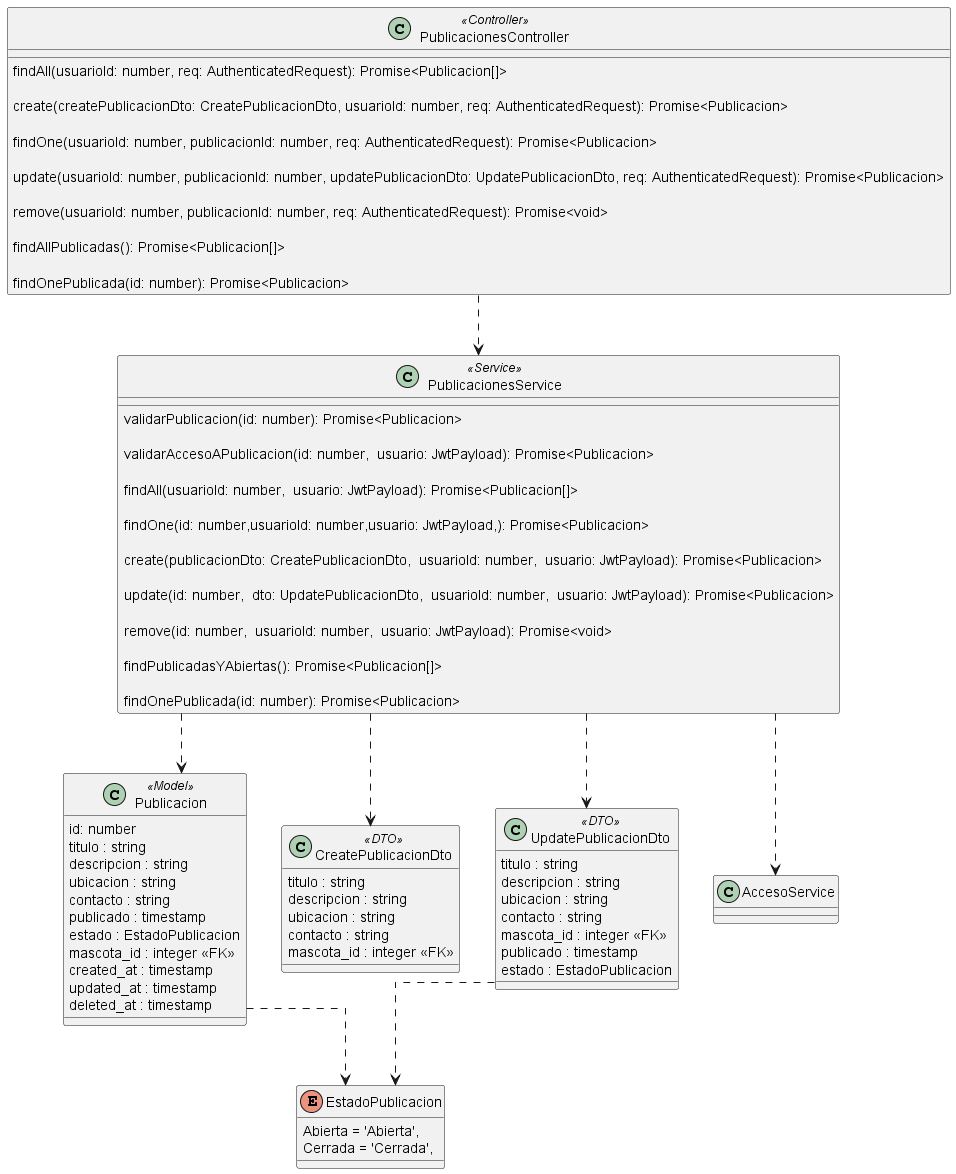 «Controller»
C PublicacionesController
findAll(usuarioId: number, req: AuthenticatedRequest): Promise<Publicacion[]>
create(createPublicacionDto: CreatePublicacionDto, usuarioId: number, req: AuthenticatedRequest): Promise<Publicacion>
findOne(usuarioId: number, publicacionId: number, req: AuthenticatedRequest): Promise<Publicacion>
update(usuarioId: number, publicacionId: number, updatePublicacionDto: UpdatePublicacionDto, req: AuthenticatedRequest): Promise<Publicacion>
remove(usuarioId: number, publicacionId: number, req: AuthenticatedRequest): Promise<void>
findAllPublicadas(): Promise<Publicacion[]>
findOnePublicada(id: number): Promise<Publicacion>
«Service»
C PublicacionesService
validarPublicacion(id: number): Promise<Publicacion>
validarAccesoAPublicacion(id: number,  usuario: JwtPayload): Promise<Publicacion>
findAll(usuarioId: number,  usuario: JwtPayload): Promise<Publicacion[]>
findOne(id: number,usuarioId: number,usuario: JwtPayload,): Promise<Publicacion>
create(publicacionDto: CreatePublicacionDto,  usuarioId: number,  usuario: JwtPayload): Promise<Publicacion>
update(id: number,  dto: UpdatePublicacionDto,  usuarioId: number,  usuario: JwtPayload): Promise<Publicacion>
remove(id: number,  usuarioId: number,  usuario: JwtPayload): Promise<void>
findPublicadasYAbiertas(): Promise<Publicacion[]>
findOnePublicada(id: number): Promise<Publicacion>
«Model»
C Publicacion
id: number
titulo : string
descripcion : string
ubicacion : string
contacto : string
publicado : timestamp
estado : EstadoPublicacion
mascota_id : integer «FK»
created_at : timestamp
updated_at : timestamp
deleted_at : timestamp
«DTO»
C CreatePublicacionDto
titulo : string
descripcion : string
ubicacion : string
contacto : string
mascota_id : integer «FK»
«DTO»
C UpdatePublicacionDto
titulo : string
descripcion : string
ubicacion : string
contacto : string
mascota_id : integer «FK»
publicado : timestamp
estado : EstadoPublicacion
C AccesoService
E EstadoPublicacion
Abierta = 'Abierta',
Cerrada = 'Cerrada',